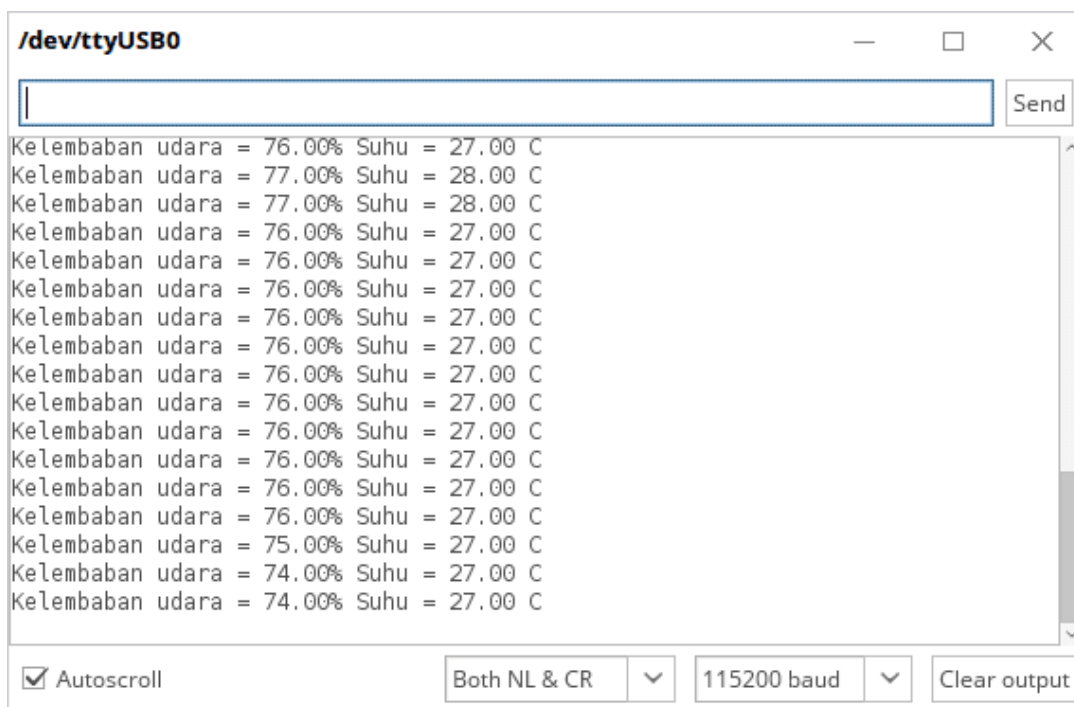 /dev/ttyUSB0
Send
Kelembaban udara = 76.00% Suhu = 27.00 C
Kelembaban udara = 77.00% Suhu = 28.00 C
Kelembaban udara = 77.00% Suhu = 28.00 C
Kelembaban udara = 76.00% Suhu = 27.00 C
Kelembaban udara = 76.00% Suhu = 27.00 C
Kelembaban udara = 76.00% Suhu = 27.00 C
Kelembaban udara = 76.00% Suhu = 27.00 C
Kelembaban udara = 76.00% Suhu = 27.00 C
Kelembaban udara = 76.00% Suhu = 27.00 C
Kelembaban udara = 76.00% Suhu = 27.00 C
Kelembaban udara = 76.00% Suhu = 27.00 C
Kelembaban udara = 76.00% Suhu = 27.00 C
Kelembaban udara = 76.00% Suhu = 27.00 C
Kelembaban udara = 76.00% Suhu = 27.00 C
Kelembaban udara = 75.00% Suhu = 27.00 C
Kelembaban udara = 74.00% Suhu = 27.00 C
Kelembaban udara = 74.00% Suhu = 27.00 C
Autoscroll Both NL & CR 115200 baud Clear output